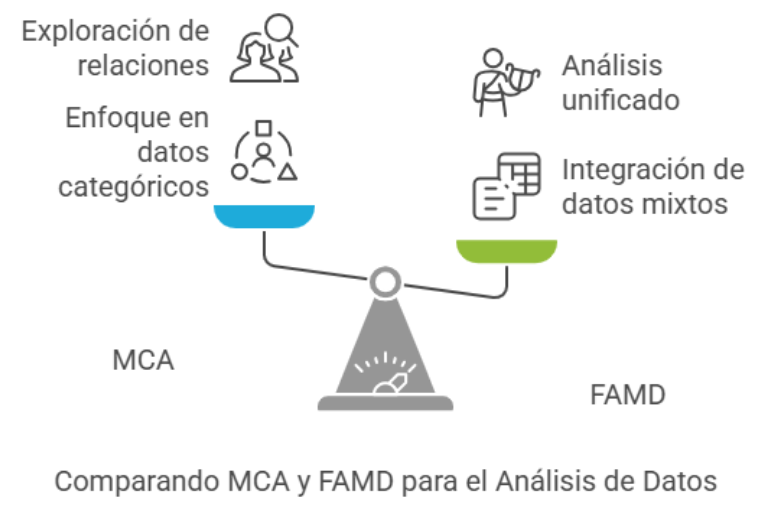 Exploración de
relaciones
Enfoque en
datos
categóricos
Análisis
unificado
Integración de
datos mixtos
MCA
FAMD
Comparando MCA y FAMD para el Análisis de Datos